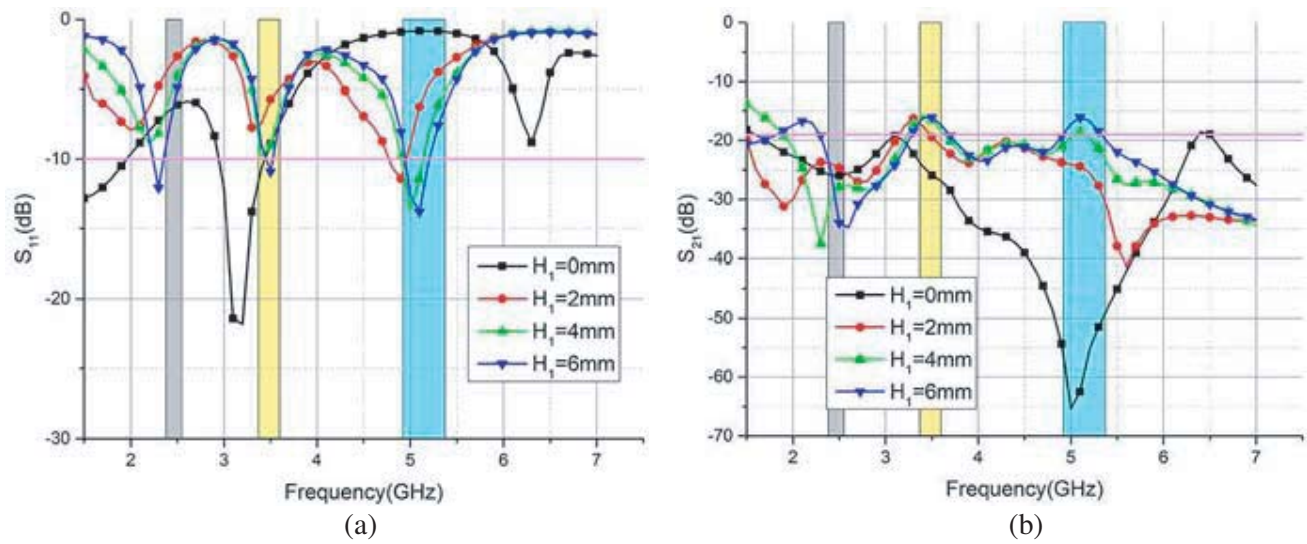 0
-10
-20
-30
S11(dB)
2 3 4 5 6 7
Frequency(GHz)
H1=0mm
H1=2mm
H1=4mm
H1=6mm
(a)
0
-10
-20
-30
-40
-50
-60
-70
S21(dB)
2 3 4 5 6 7
Frequency(GHz)
H1=0mm
H1=2mm
H1=4mm
H1=6mm
(b)